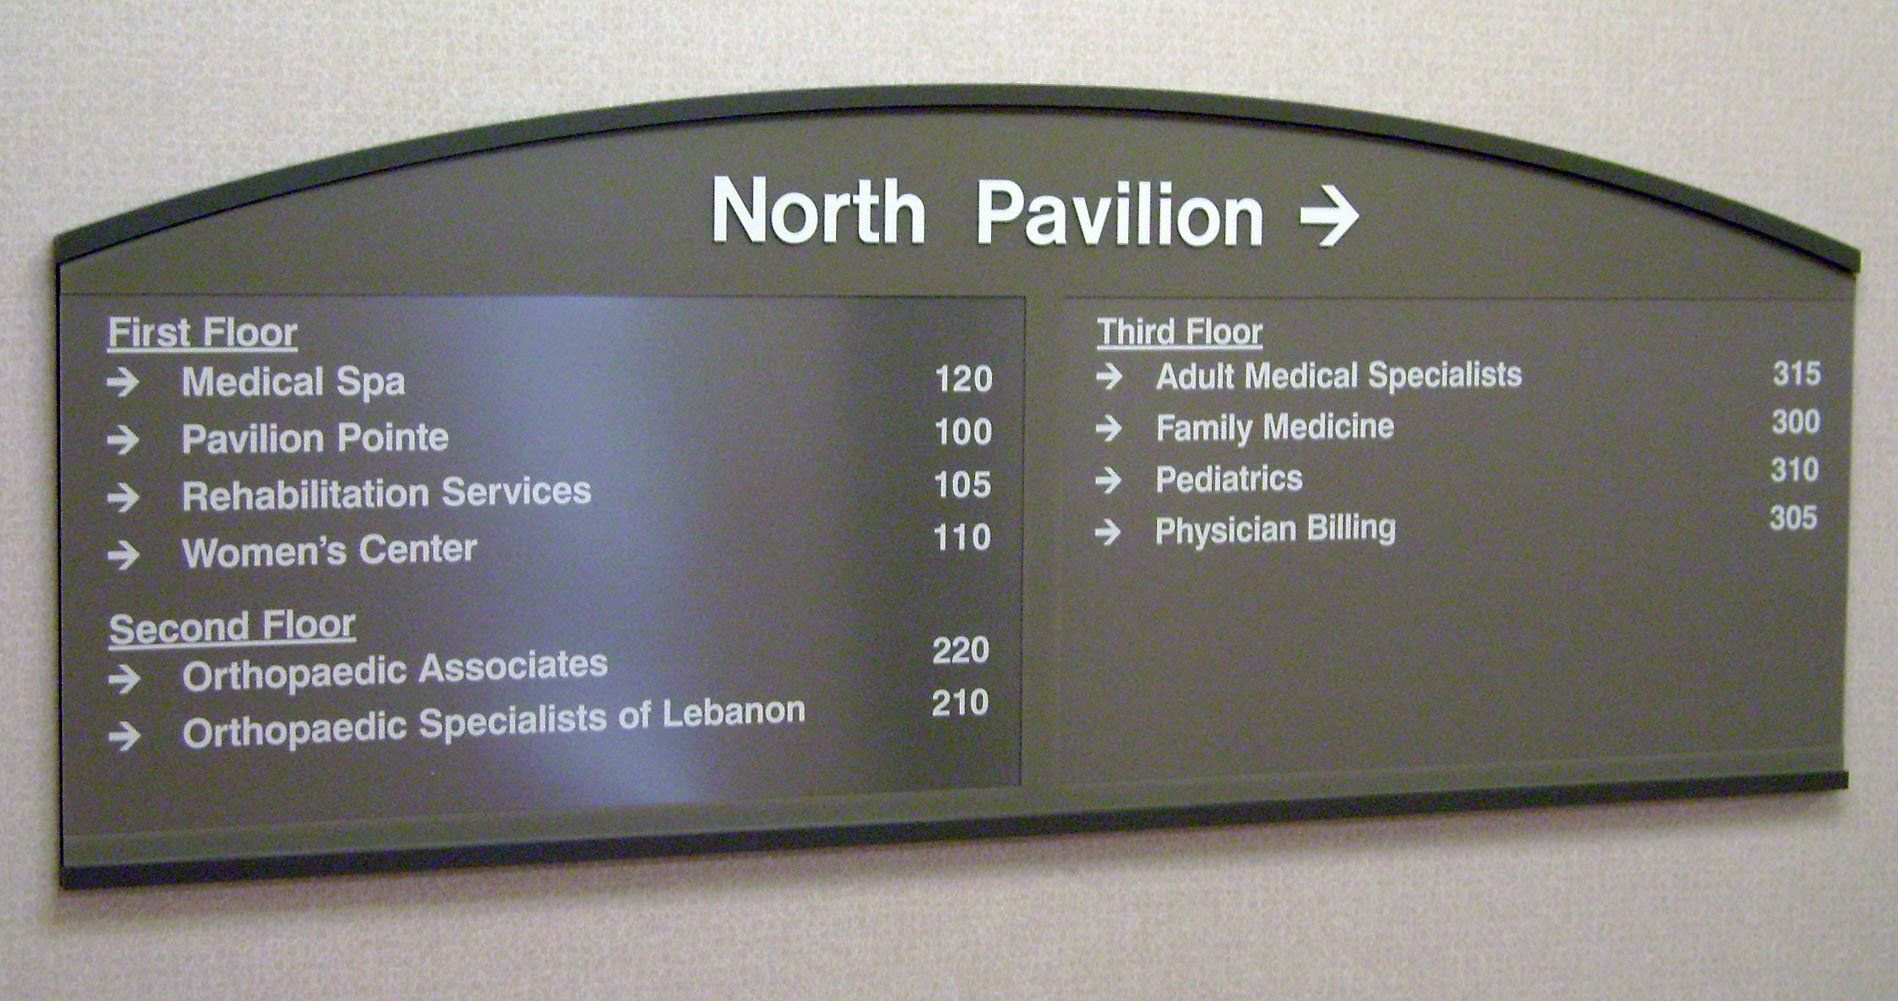 North Pavilion →
First Floor
→ Medical Spa 120
→ Pavilion Pointe 100
→ Rehabilitation Services 105
→ Women's Center 110
Second Floor
→ Orthopaedic Associates 220
→ Orthopaedic Specialists of Lebanon 210
Third Floor
→ Adult Medical Specialists 315
→ Family Medicine 300
→ Pediatrics 310
→ Physician Billing 305